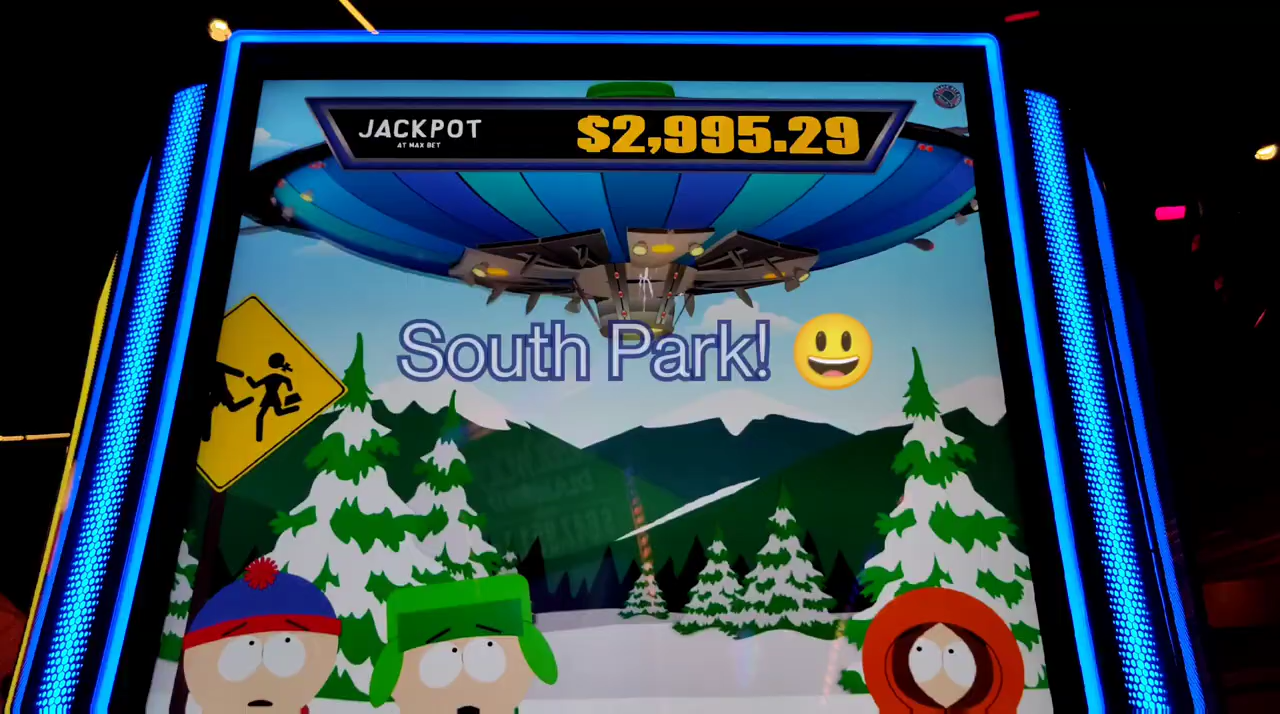 JACKPOT
AT MAX BET
$2,995.29
South Park! 😃